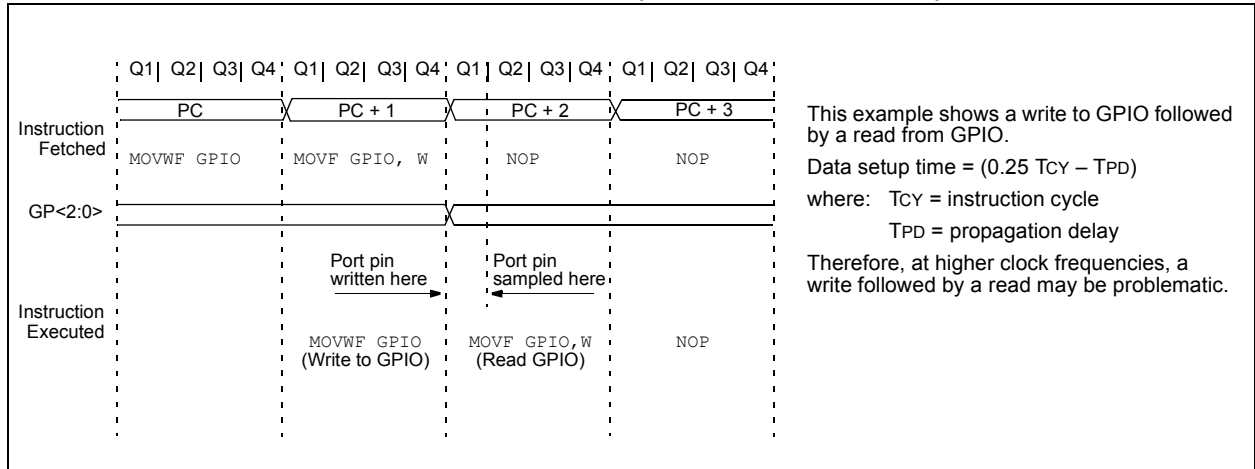 Q1| Q2| Q3| Q4 Q1| Q2| Q3| Q4 Q1| Q2| Q3| Q4 Q1| Q2| Q3| Q4
PC PC + 1 PC + 2 PC + 3
Instruction
Fetched
MOVWF GPIO MOVF GPIO, W NOP NOP
GP<2:0>
Port pin
written here
Port pin
sampled here
Instruction
Executed
MOVWF GPIO
(Write to GPIO)
MOVF GPIO,W
(Read GPIO)
NOP
This example shows a write to GPIO followed
by a read from GPIO.
Data setup time = (0.25 TCY – TPD)
where: TCY = instruction cycle
TPD = propagation delay
Therefore, at higher clock frequencies, a
write followed by a read may be problematic.